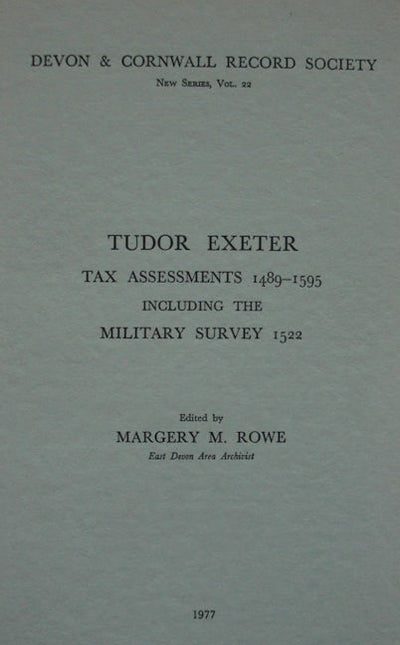 DEVON & CORNWALL RECORD SOCIETY
NEW SERIES, VOL. 22
TUDOR EXETER
TAX ASSESSMENTS 1489–1595
INCLUDING THE
MILITARY SURVEY 1522
Edited by
MARGERY M. ROWE
East Devon Area Archivist
1977